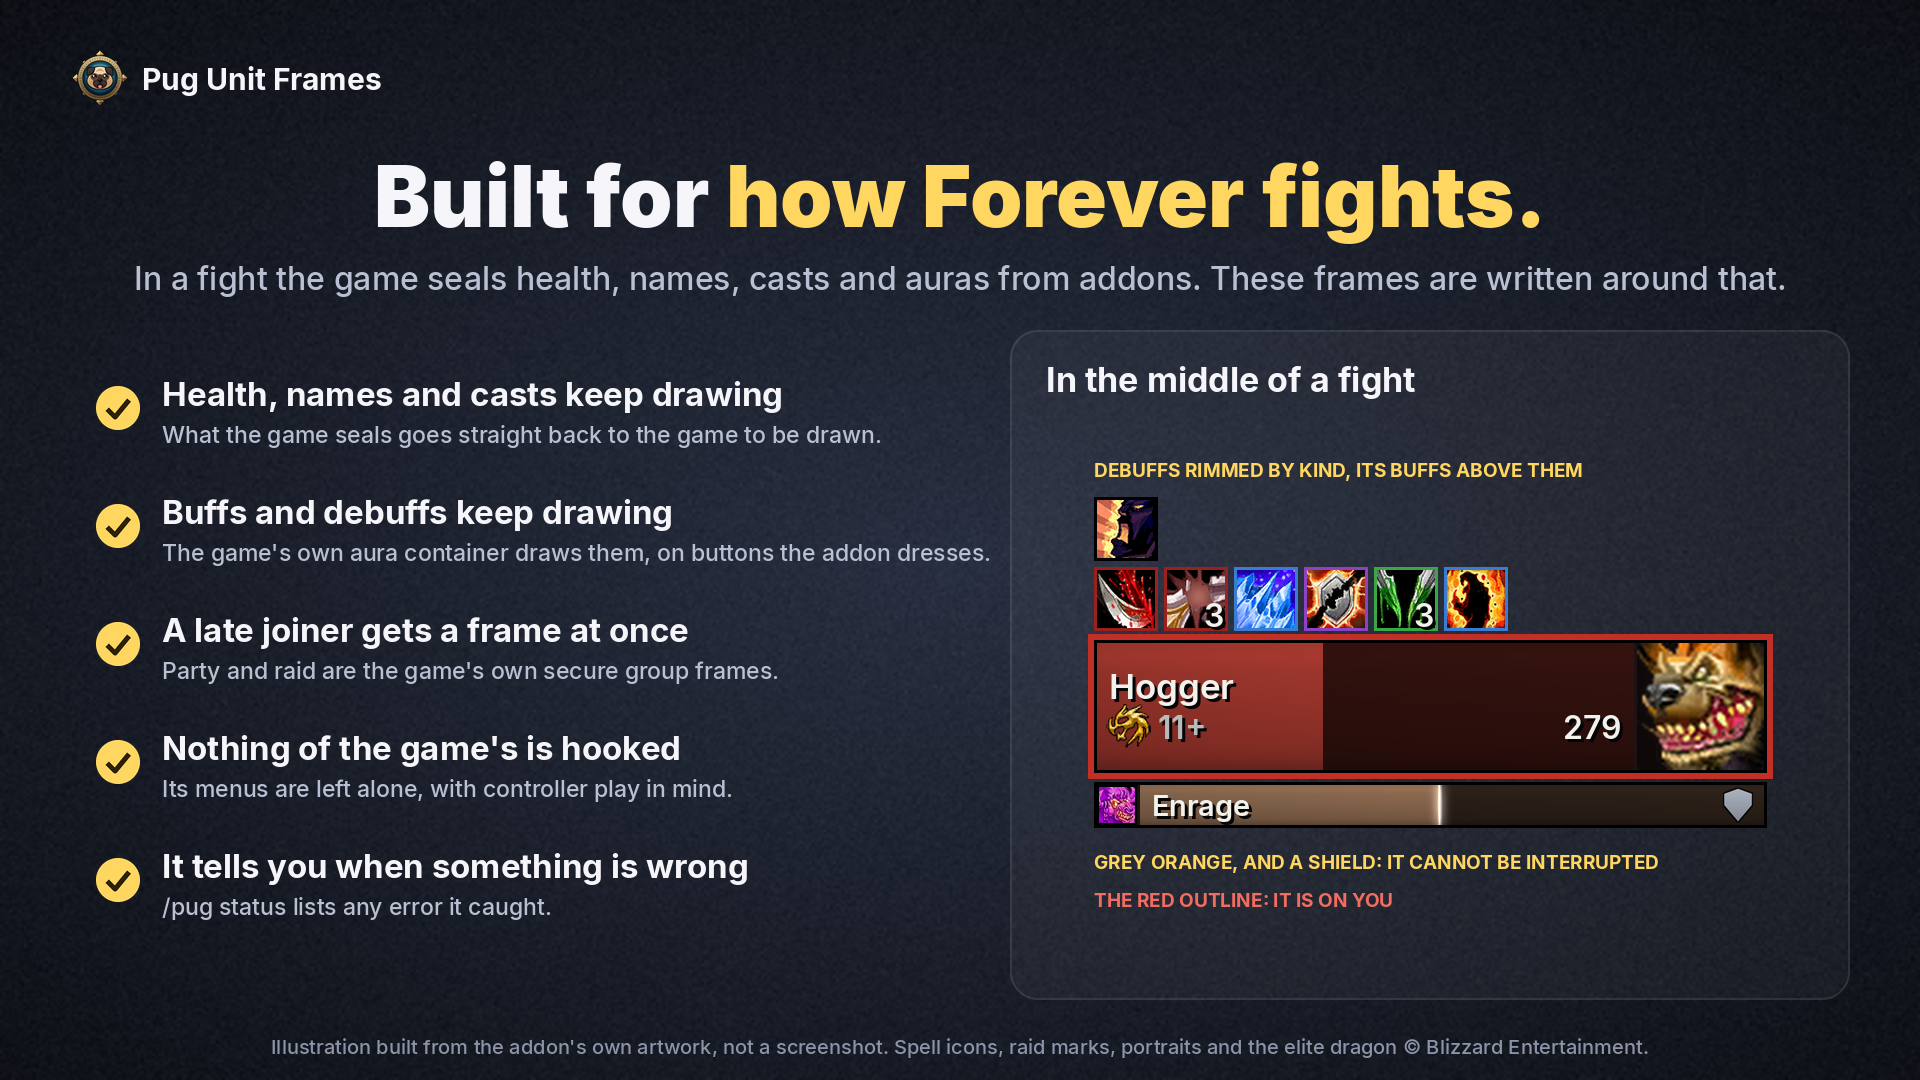 Pug Unit Frames
Built for how Forever fights.
In a fight the game seals health, names, casts and auras from addons. These frames are written around that.
Health, names and casts keep drawing
What the game seals goes straight back to the game to be drawn.
Buffs and debuffs keep drawing
The game's own aura container draws them, on buttons the addon dresses.
A late joiner gets a frame at once
Party and raid are the game's own secure group frames.
Nothing of the game's is hooked
Its menus are left alone, with controller play in mind.
It tells you when something is wrong
/pug status lists any error it caught.
In the middle of a fight
DEBUFFS RIMMED BY KIND, ITS BUFFS ABOVE THEM
3 3
Hogger
11+ 279
Enrage
GREY ORANGE, AND A SHIELD: IT CANNOT BE INTERRUPTED
THE RED OUTLINE: IT IS ON YOU
Illustration built from the addon's own artwork, not a screenshot. Spell icons, raid marks, portraits and the elite dragon © Blizzard Entertainment.